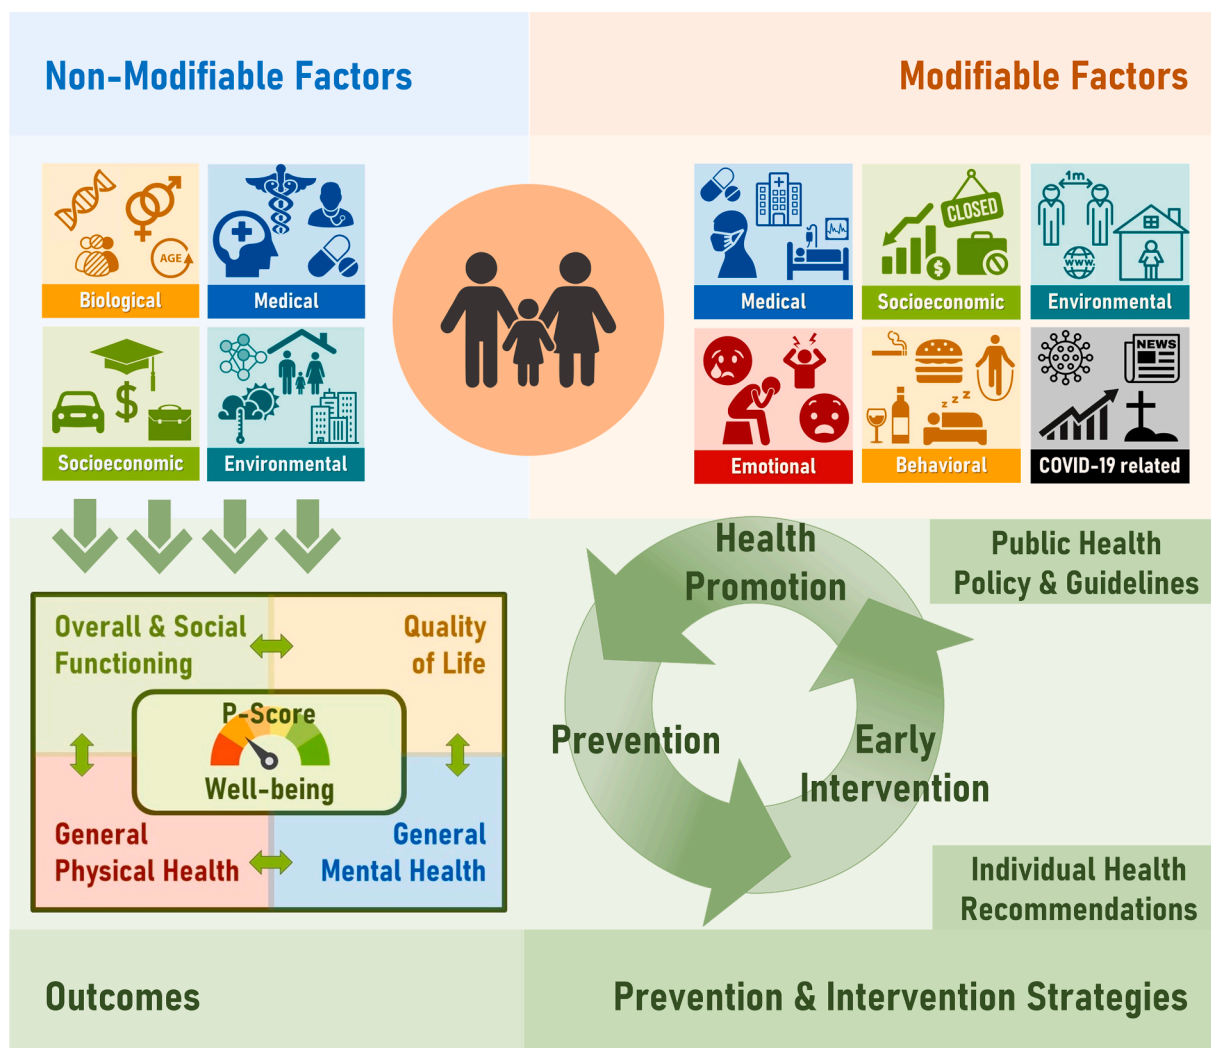 Non-Modifiable Factors
Modifiable Factors
AGE
Biological
Medical
Socioeconomic
$
Environmental
Medical
CLOSED
$
Socioeconomic
1m
www.
Environmental
Emotional
z z z
Behavioral
NEWS
COVID-19 related
Overall & Social
Functioning
Quality
of Life
P-Score
Well-being
General
Physical Health
General
Mental Health
Outcomes
Health
Promotion
Prevention
Early
Intervention
Public Health
Policy & Guidelines
Individual Health
Recommendations
Prevention & Intervention Strategies